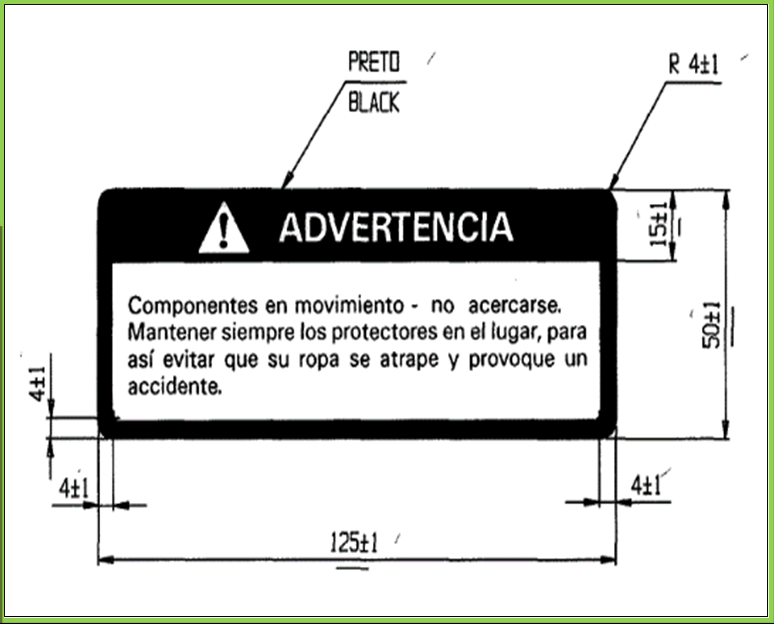 PRETO
BLACK
R 4±1
ADVERTENCIA
15±1
50±1
Componentes en movimiento - no acercarse.
Mantener siempre los protectores en el lugar, para
así evitar que su ropa se atrape y provoque un
accidente.
4±1
4±1
4±1
125±1